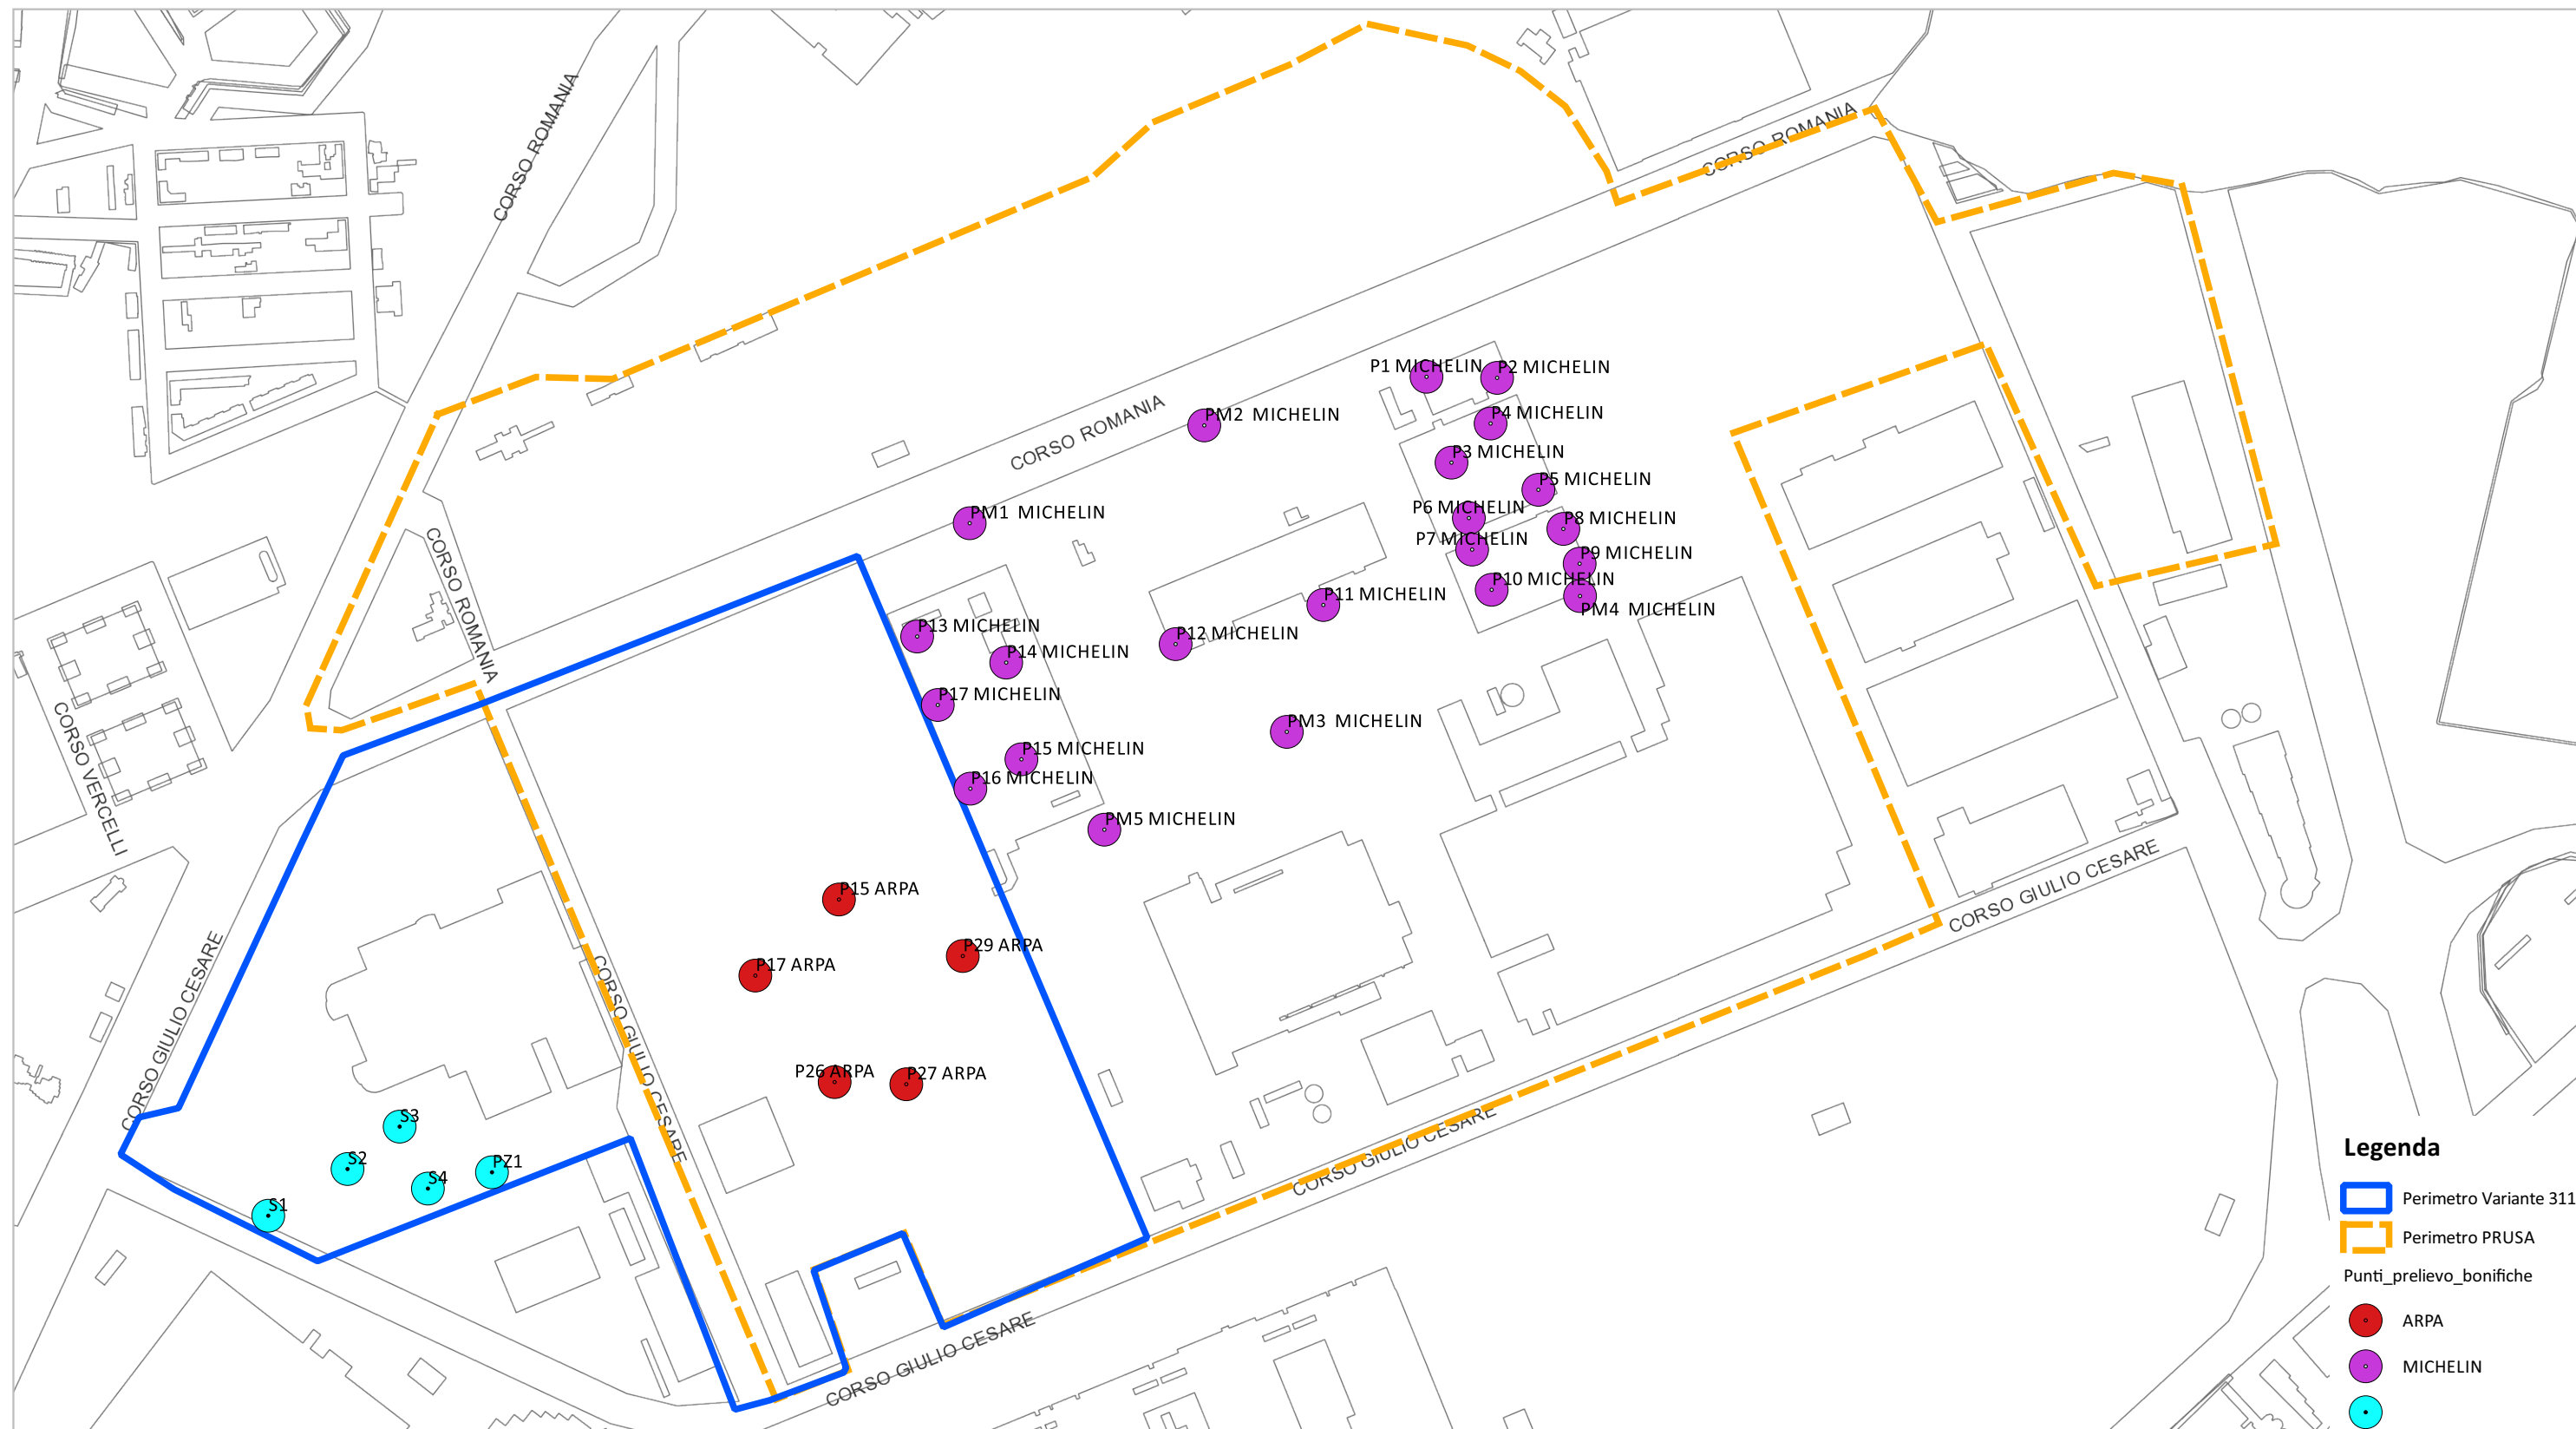 CORSO ROMANIA
CORSO ROMANIA
P1 MICHELIN
P2 MICHELIN
CORSO ROMANIA
PM2 MICHELIN
P4 MICHELIN
P3 MICHELIN
P5 MICHELIN
PM1 MICHELIN
P6 MICHELIN
P8 MICHELIN
P7 MICHELIN
P9 MICHELIN
CORSO ROMANIA
P10 MICHELIN
P11 MICHELIN
PM4 MICHELIN
P13 MICHELIN
P12 MICHELIN
P14 MICHELIN
P17 MICHELIN
PM3 MICHELIN
P15 MICHELIN
CORSO VERCELLI
P16 MICHELIN
PM5 MICHELIN
P15 ARPA
CORSO GIULIO CESARE
P29 ARPA
P17 ARPA
CORSO GIULIO CESARE
CORSO GIULIO CESARE
P26 ARPA
P27 ARPA
S3
CORSO GIULIO CESARE
S2
PZ1
S4
S1
CORSO GIULIO CESARE
Legenda
Perimetro Variante 311
Perimetro PRUSA
Punti_prelievo_bonifiche
ARPA
MICHELIN